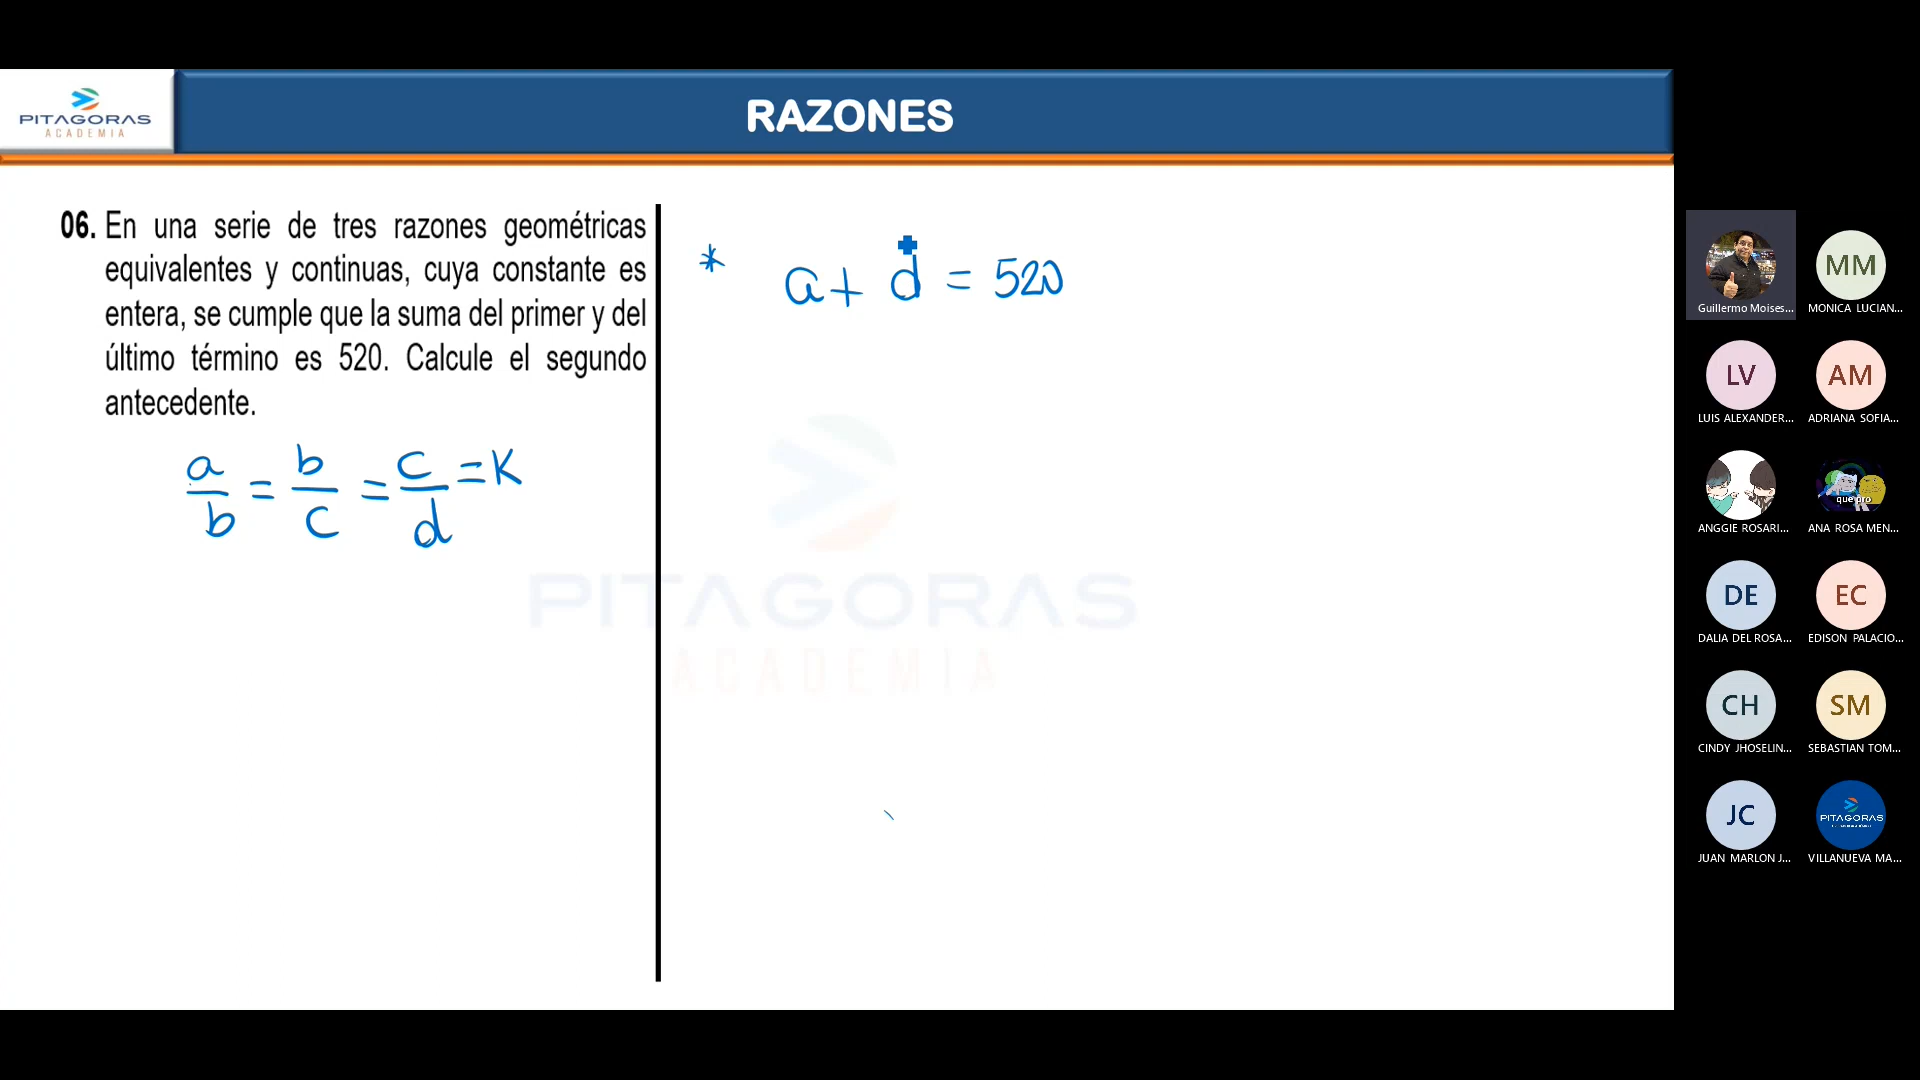 PITAGORAS
ACADEMIA
RAZONES
06. En una serie de tres razones geométricas
equivalentes y continuas, cuya constante es
entera, se cumple que la suma del primer y del
último término es 520. Calcule el segundo
antecedente.
a/b = b/c = c/d = K
* a + d = 520
PITAGORAS
ACADEMIA
Guillermo Moises...
MM
MONICA LUCIAN...
LV
LUIS ALEXANDER...
AM
ADRIANA SOFIA...
ANGGIE ROSARI...
que pro
ANA ROSA MEN...
DE
DALIA DEL ROSA...
EC
EDISON PALACIO...
CH
CINDY JHOSELIN...
SM
SEBASTIAN TOM...
JC
JUAN MARLON J...
PITAGORAS
VILLANUEVA MA...